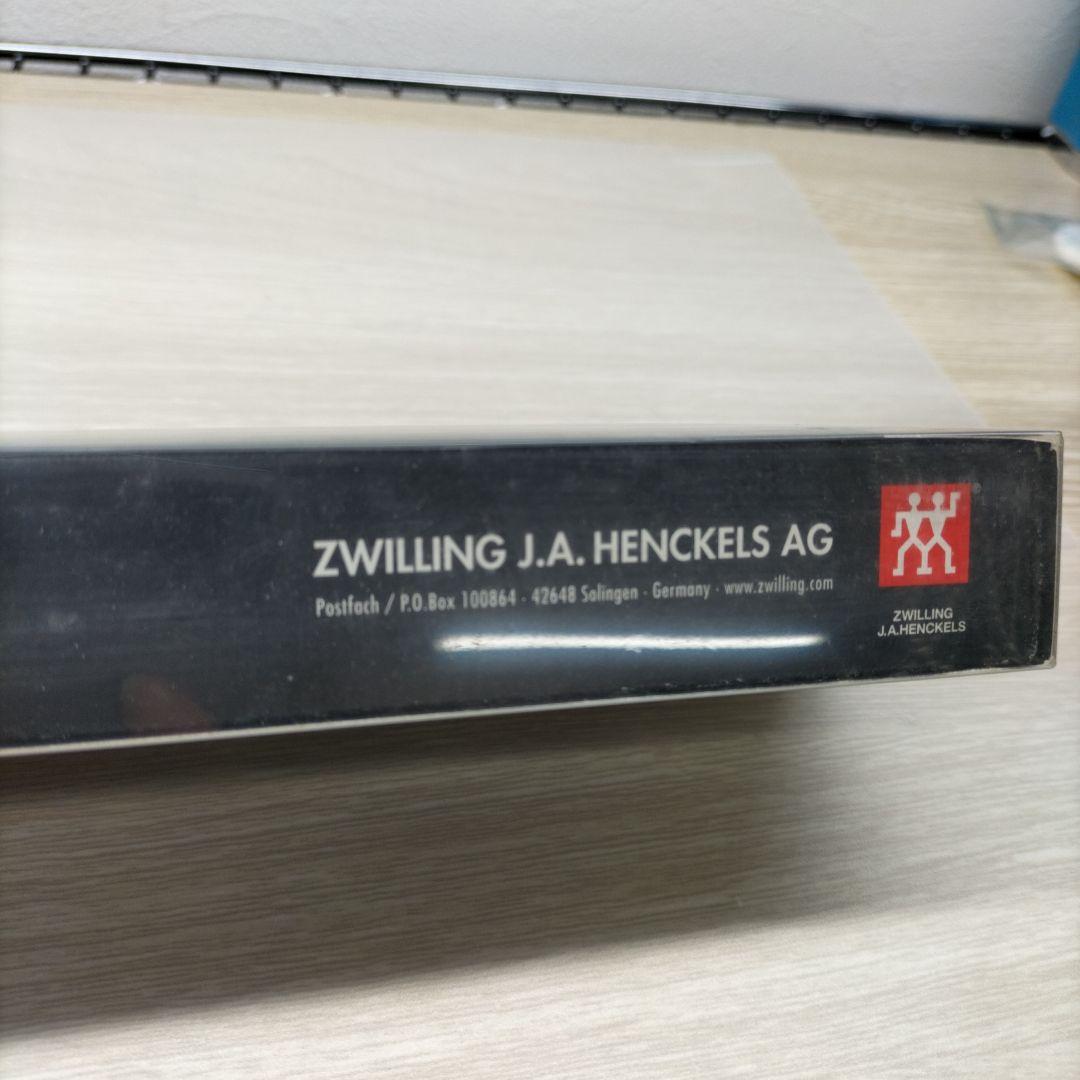 ZWILLING J.A. HENCKELS AG
Postfach / P.O.Box 100864 · 42648 Solingen · Germany · www.zwilling.com
®
ZWILLING
J.A.HENCKELS